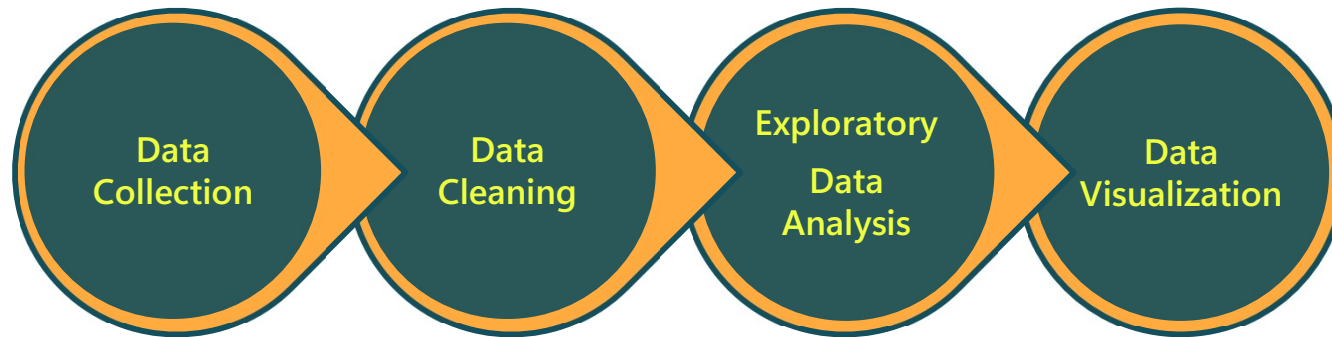 Data
Collection
Data
Cleaning
Exploratory
Data
Analysis
Data
Visualization